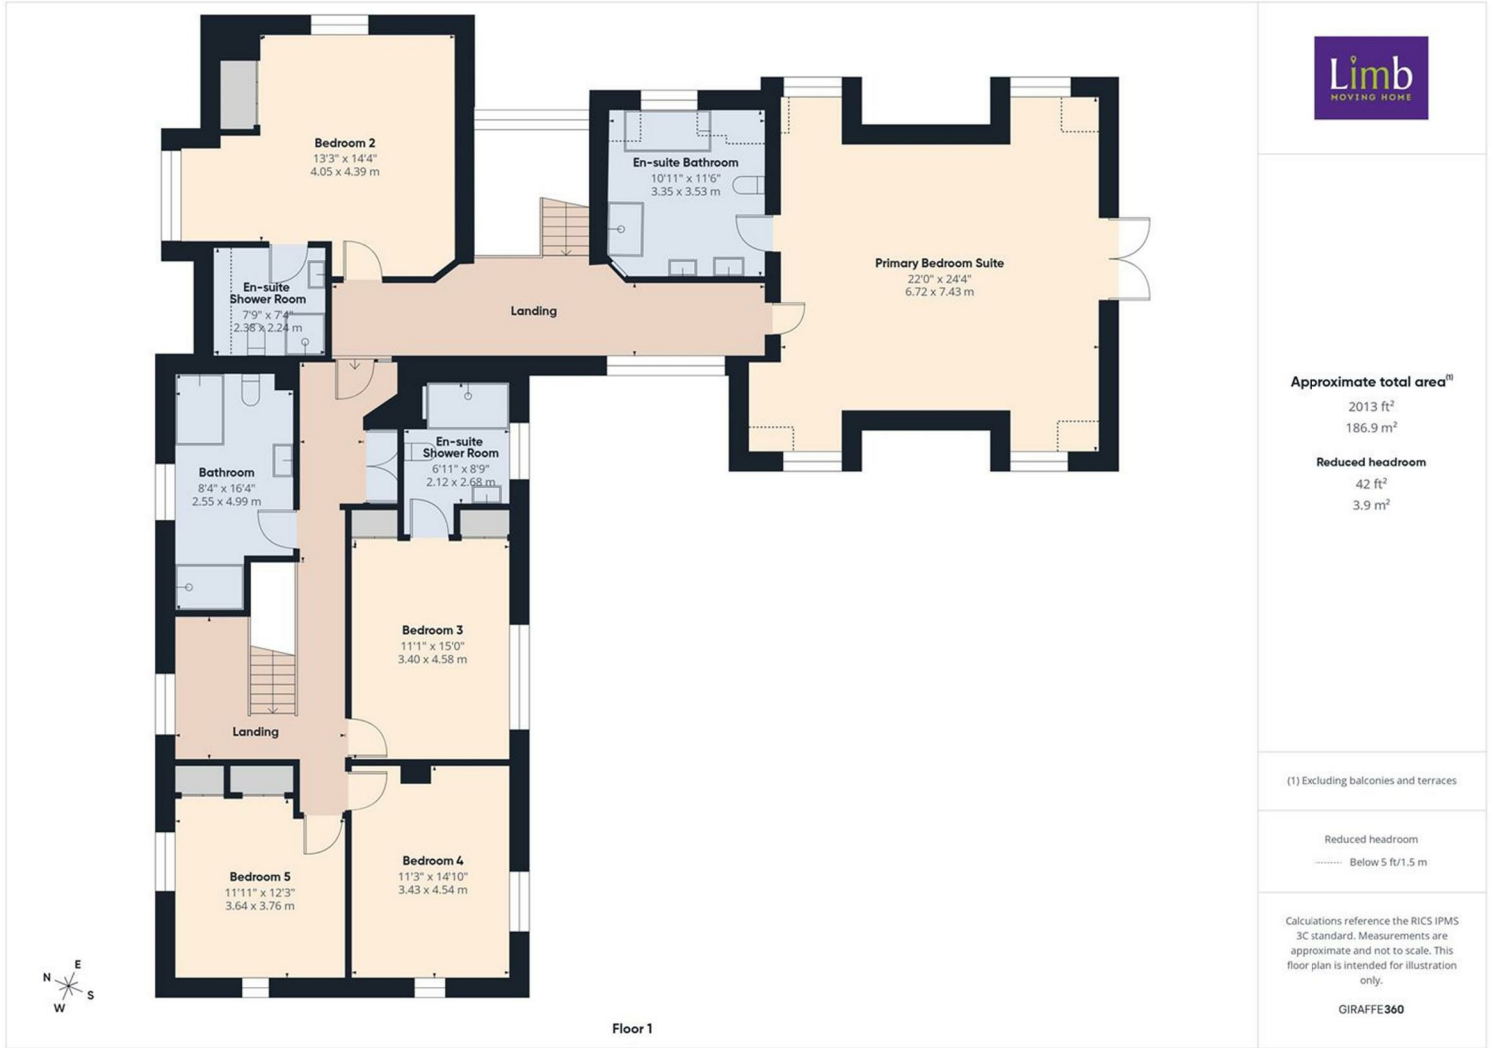 Bedroom 2
13'3" x 14'4"
4.05 x 4.39 m
En-suite Bathroom
10'11" x 11'6"
3.35 x 3.53 m
Primary Bedroom Suite
22'0" x 24'4"
6.72 x 7.43 m
En-suite
Shower Room
7'9" x 7'4"
2.38 x 2.24 m
Landing
En-suite
Shower Room
6'11" x 8'9"
2.12 x 2.68 m
Bathroom
8'4" x 16'4"
2.55 x 4.99 m
Bedroom 3
11'1" x 15'0"
3.40 x 4.58 m
Landing
Bedroom 4
11'3" x 14'10"
3.43 x 4.54 m
Bedroom 5
11'11" x 12'3"
3.64 x 3.76 m
E
N
S
W
Floor 1
Limb
MOVING HOME
Approximate total area(1)
2013 ft²
186.9 m²
Reduced headroom
42 ft²
3.9 m²
(1) Excluding balconies and terraces
Reduced headroom
Below 5 ft/1.5 m
Calculations reference the RICS IPMS
3C standard. Measurements are
approximate and not to scale. This
floor plan is intended for illustration
only.
GIRAFFE360